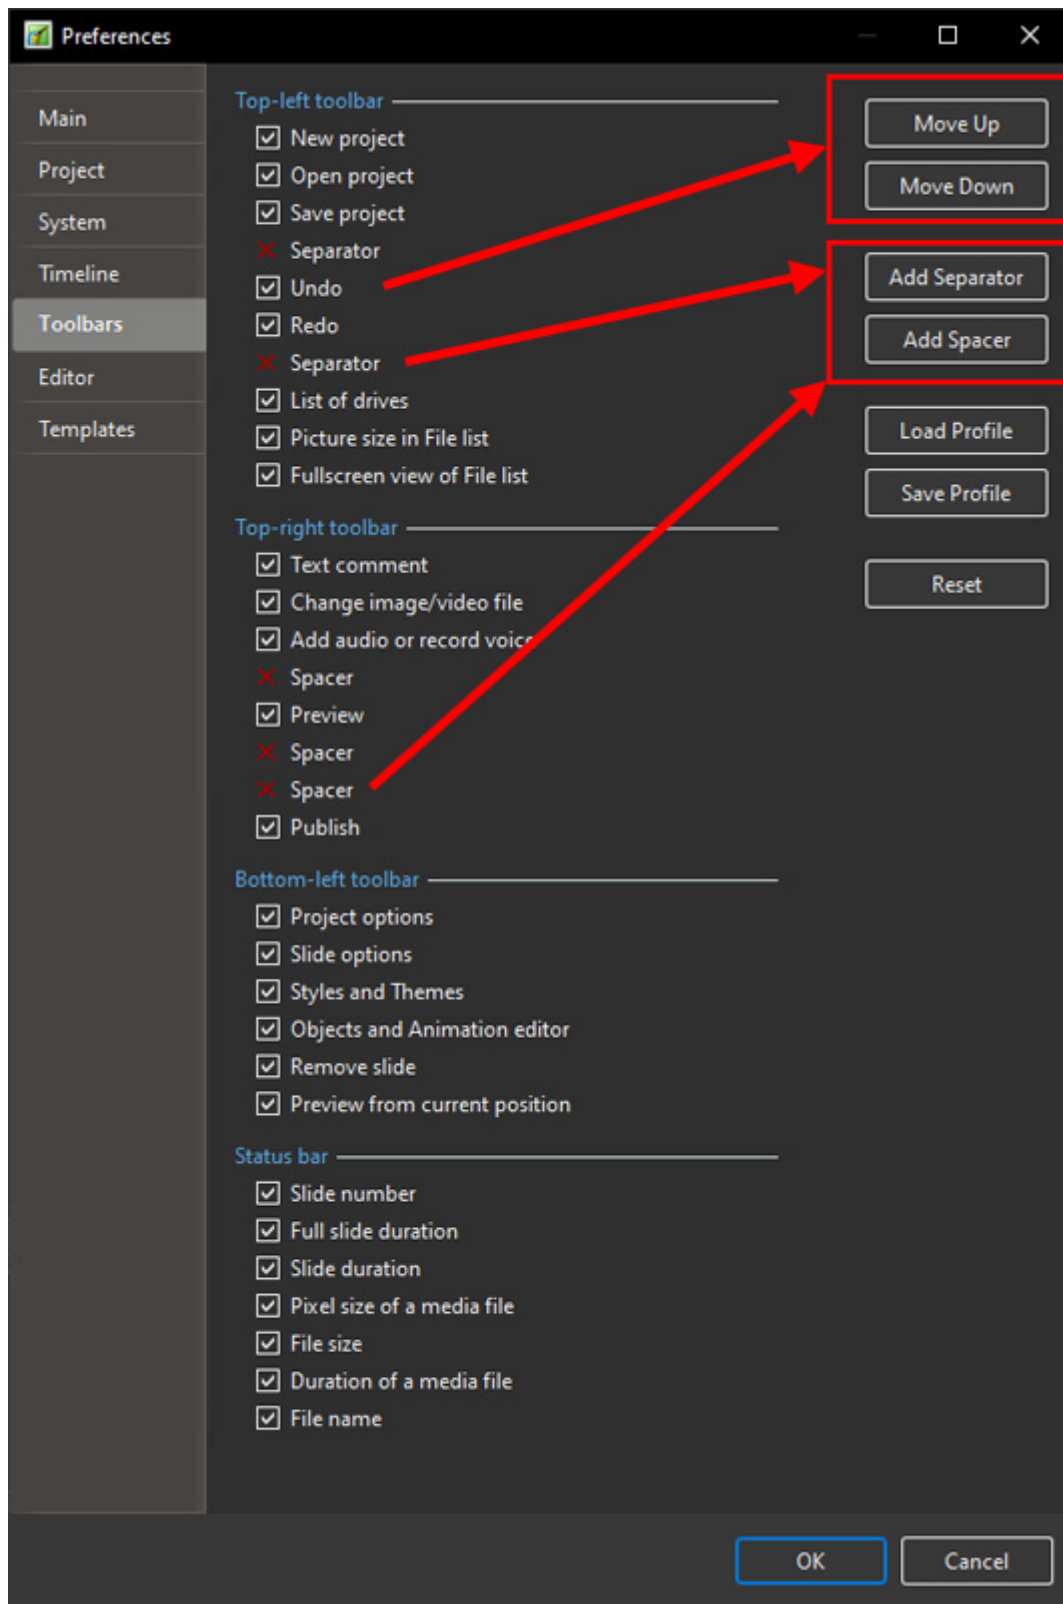 Preferences
Main
Project
System
Timeline
Toolbars
Editor
Templates
Top-left toolbar
New project
Open project
Save project
Separator
Undo
Redo
Separator
List of drives
Picture size in File list
Fullscreen view of File list
Top-right toolbar
Text comment
Change image/video file
Add audio or record voice
Spacer
Preview
Spacer
Spacer
Publish
Bottom-left toolbar
Project options
Slide options
Styles and Themes
Objects and Animation editor
Remove slide
Preview from current position
Status bar
Slide number
Full slide duration
Slide duration
Pixel size of a media file
File size
Duration of a media file
File name
Move Up
Move Down
Add Separator
Add Spacer
Load Profile
Save Profile
Reset
OK
Cancel